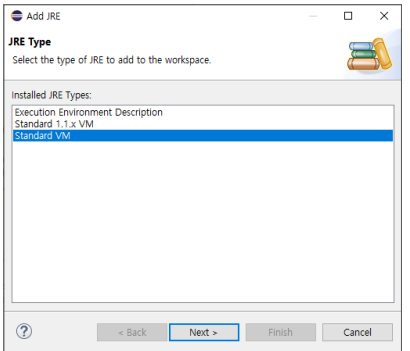 Add JRE
JRE Type
Select the type of JRE to add to the workspace.
Installed JRE Types:
Execution Environment Description
Standard 1.1.x VM
Standard VM
?
< Back
Next >
Finish
Cancel